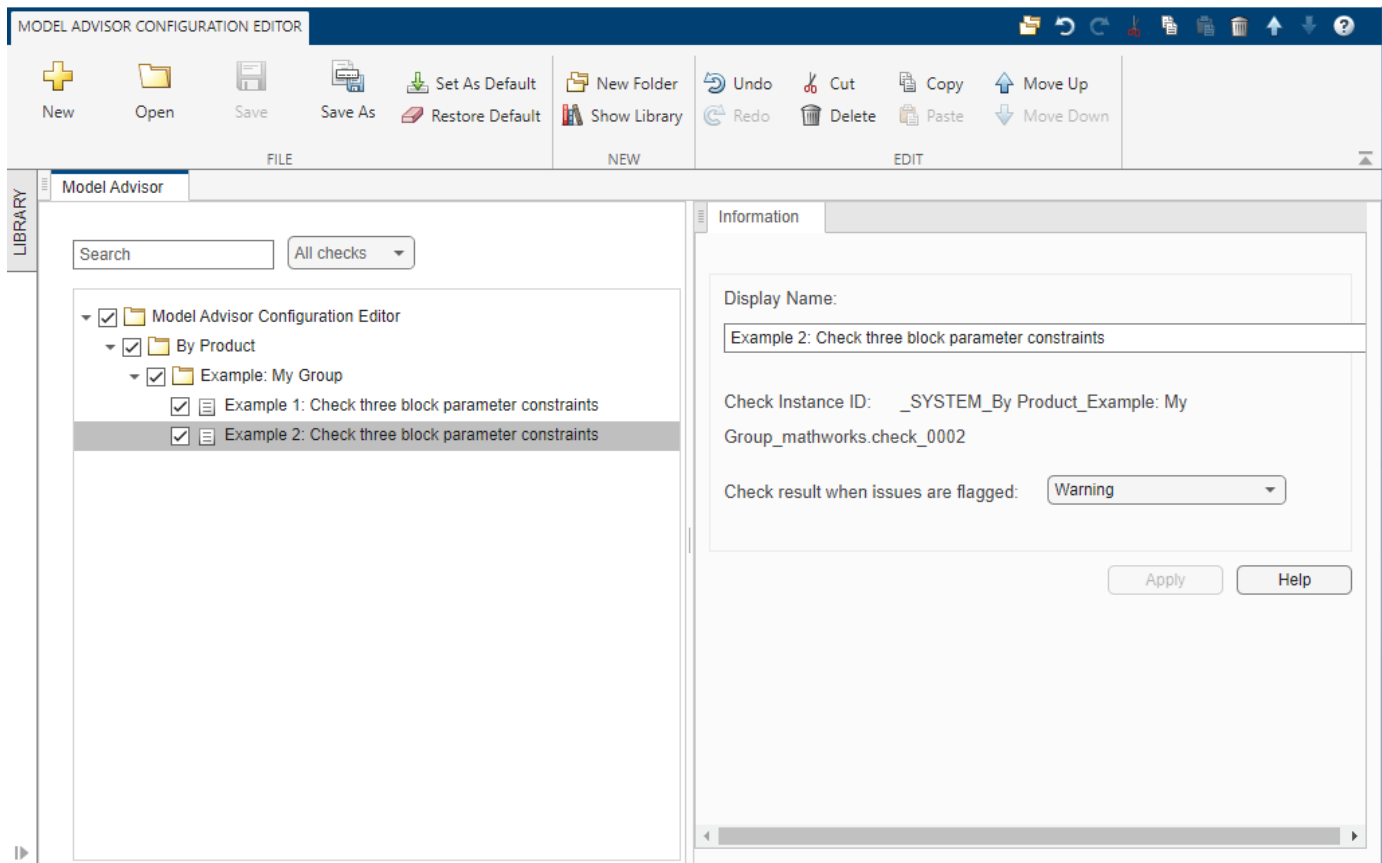 MODEL ADVISOR CONFIGURATION EDITOR
New
Open
Save
Save As
Set As Default
Restore Default
New Folder
Show Library
Undo
Redo
Cut
Delete
Copy
Paste
Move Up
Move Down
FILE
NEW
EDIT
LIBRARY
Model Advisor
Search
All checks
Model Advisor Configuration Editor
By Product
Example: My Group
Example 1: Check three block parameter constraints
Example 2: Check three block parameter constraints
Information
Display Name:
Example 2: Check three block parameter constraints
Check Instance ID: _SYSTEM_By Product_Example: My
Group_mathworks.check_0002
Check result when issues are flagged: Warning
Apply
Help